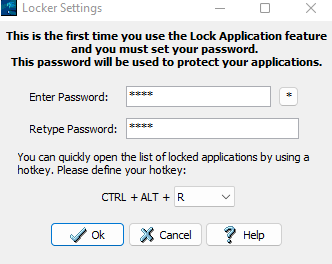 Locker Settings
This is the first time you use the Lock Application feature
and you must set your password.
This password will be used to protect your applications.
Enter Password: **** *
Retype Password: ****
You can quickly open the list of locked applications by using a
hotkey. Please define your hotkey:
CTRL + ALT + R
Ok Cancel ? Help